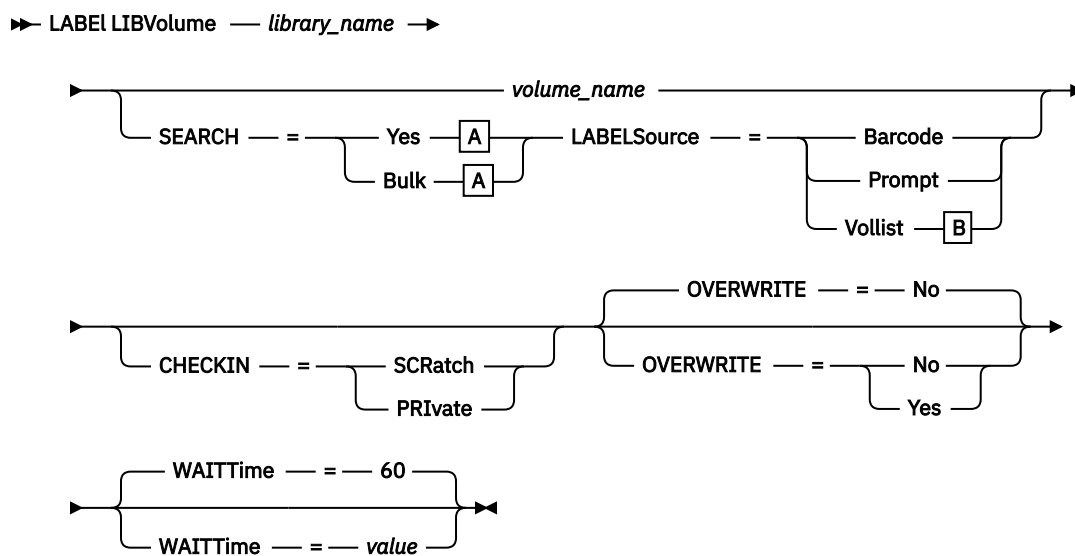 LABEl LIBVolume library_name
volume_name
SEARCH = Yes A LABELSource = Barcode
Bulk A Prompt
Vollist B
OVERWRITE = No
CHECKIN = SCRatch OVERWRITE = No
PRIvate Yes
WAITTime = 60
WAITTime = value